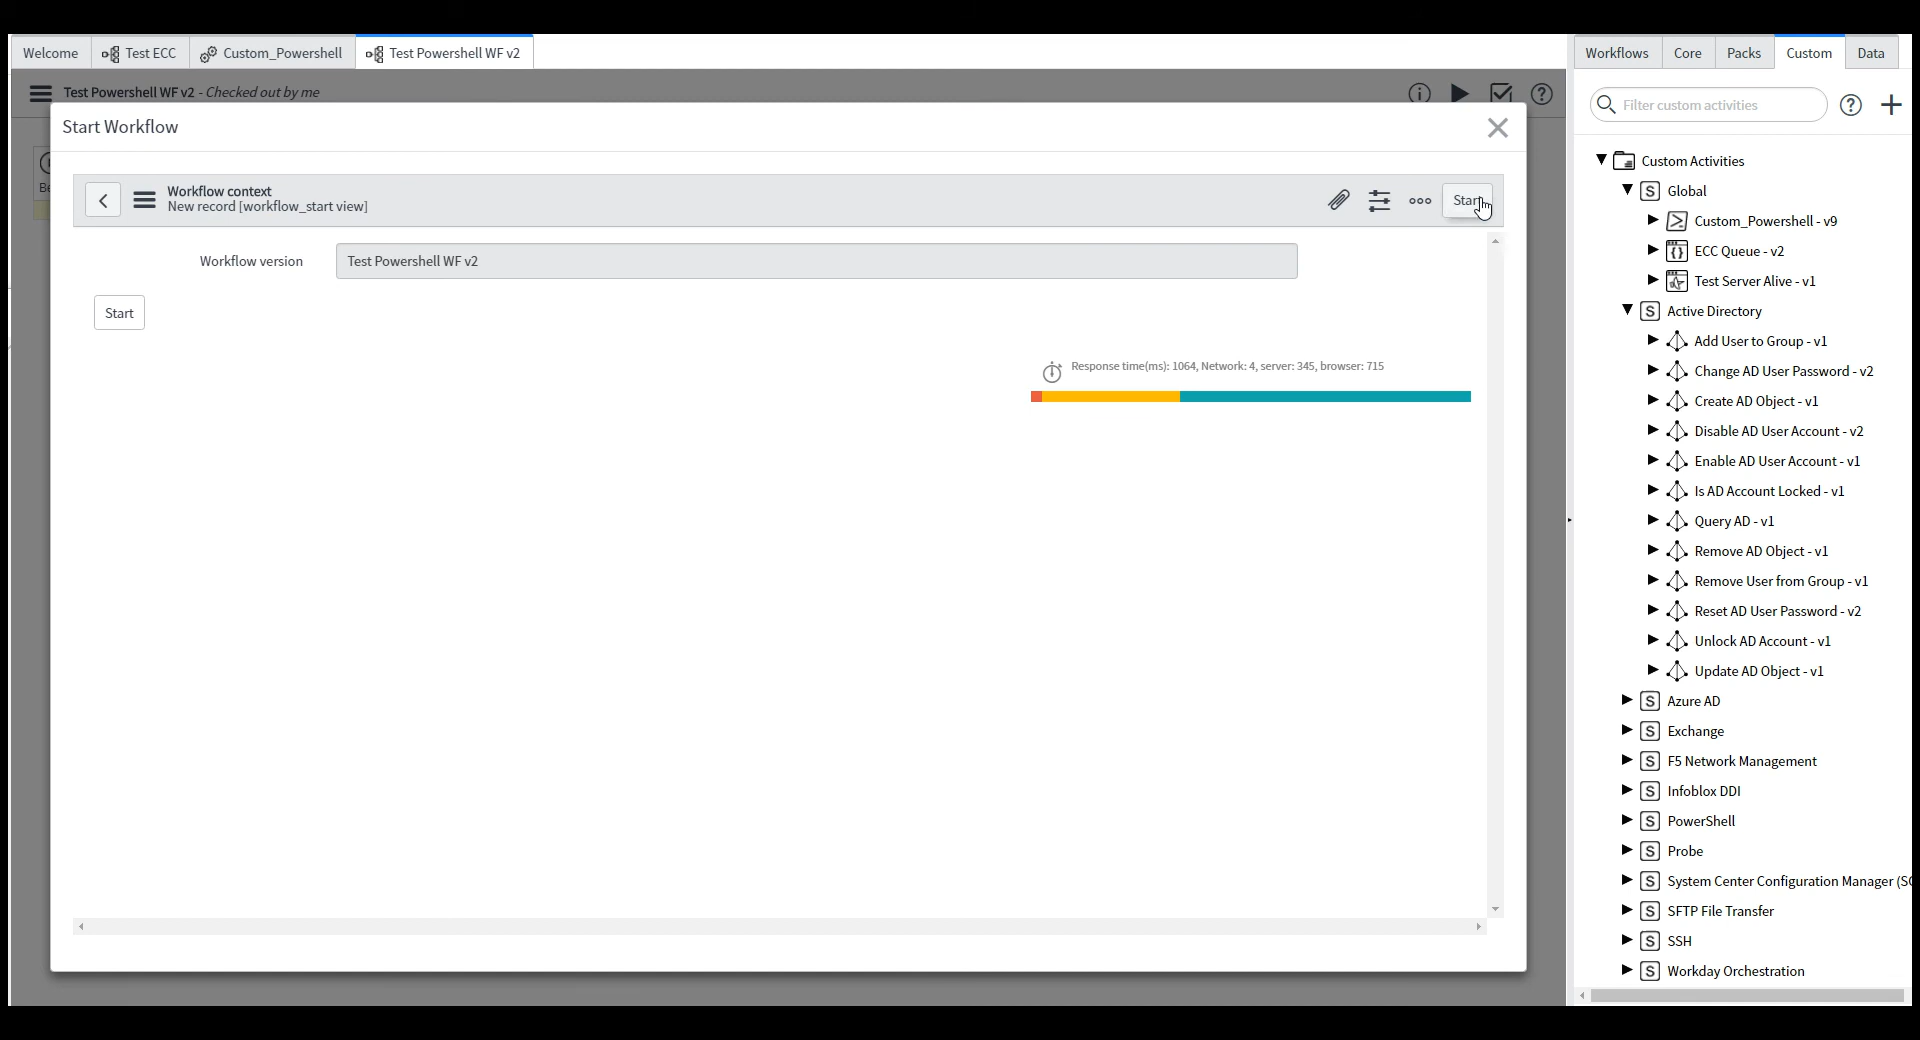 Welcome
Test ECC
Custom_Powershell
Test Powershell WF v2
Workflows
Core
Packs
Custom
Data
Test Powershell WF v2 - Checked out by me
Filter custom activities
Start Workflow
Workflow context
New record [workflow_start view]
Start
Workflow version
Test Powershell WF v2
Start
Response time(ms): 1064, Network: 4, server: 345, browser: 715
Custom Activities
Global
Custom_Powershell - v9
ECC Queue - v2
Test Server Alive - v1
Active Directory
Add User to Group - v1
Change AD User Password - v2
Create AD Object - v1
Disable AD User Account - v2
Enable AD User Account - v1
Is AD Account Locked - v1
Query AD - v1
Remove AD Object - v1
Remove User from Group - v1
Reset AD User Password - v2
Unlock AD Account - v1
Update AD Object - v1
Azure AD
Exchange
F5 Network Management
Infoblox DDI
PowerShell
Probe
System Center Configuration Manager (SC
SFTP File Transfer
SSH
Workday Orchestration